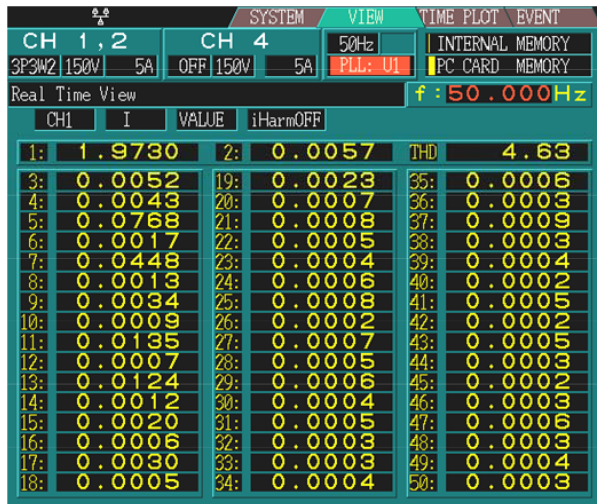 SYSTEM VIEW TIME PLOT EVENT
CH 1,2 CH 4 50Hz INTERNAL MEMORY
3P3W2 150V 5A OFF 150V 5A PLL: U1 PC CARD MEMORY
Real Time View f:50.000Hz
CH1 I VALUE iHarmOFF
1: 1.9730 2: 0.0057 THD 4.63
3: 0.0052 19: 0.0023 35: 0.0006
4: 0.0043 20: 0.0007 36: 0.0003
5: 0.0768 21: 0.0008 37: 0.0009
6: 0.0017 22: 0.0005 38: 0.0003
7: 0.0448 23: 0.0004 39: 0.0004
8: 0.0013 24: 0.0006 40: 0.0002
9: 0.0034 25: 0.0008 41: 0.0005
10: 0.0009 26: 0.0002 42: 0.0002
11: 0.0135 27: 0.0007 43: 0.0005
12: 0.0007 28: 0.0005 44: 0.0003
13: 0.0124 29: 0.0006 45: 0.0002
14: 0.0012 30: 0.0004 46: 0.0003
15: 0.0020 31: 0.0005 47: 0.0006
16: 0.0006 32: 0.0003 48: 0.0003
17: 0.0030 33: 0.0003 49: 0.0004
18: 0.0005 34: 0.0004 50: 0.0003